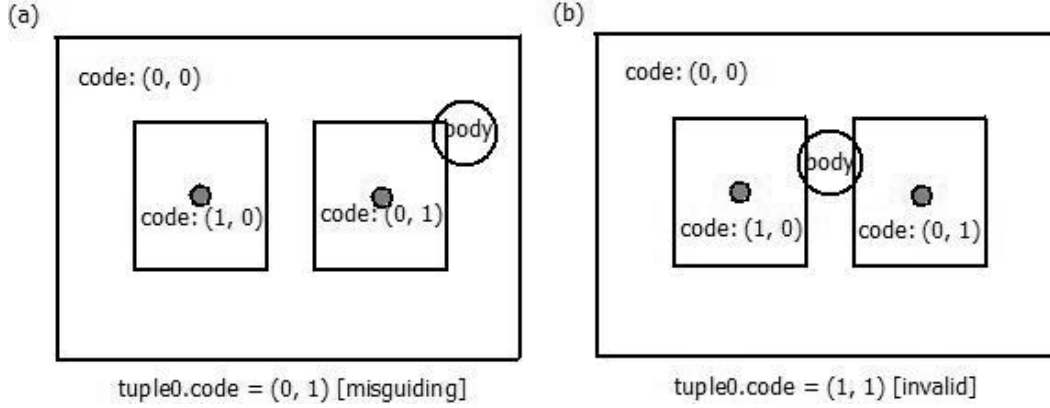 (a)
code: (0, 0)
body
code: (1, 0)
code: (0, 1)
tuple0.code = (0, 1) [misguiding]
(b)
code: (0, 0)
body
code: (1, 0)
code: (0, 1)
tuple0.code = (1, 1) [invalid]